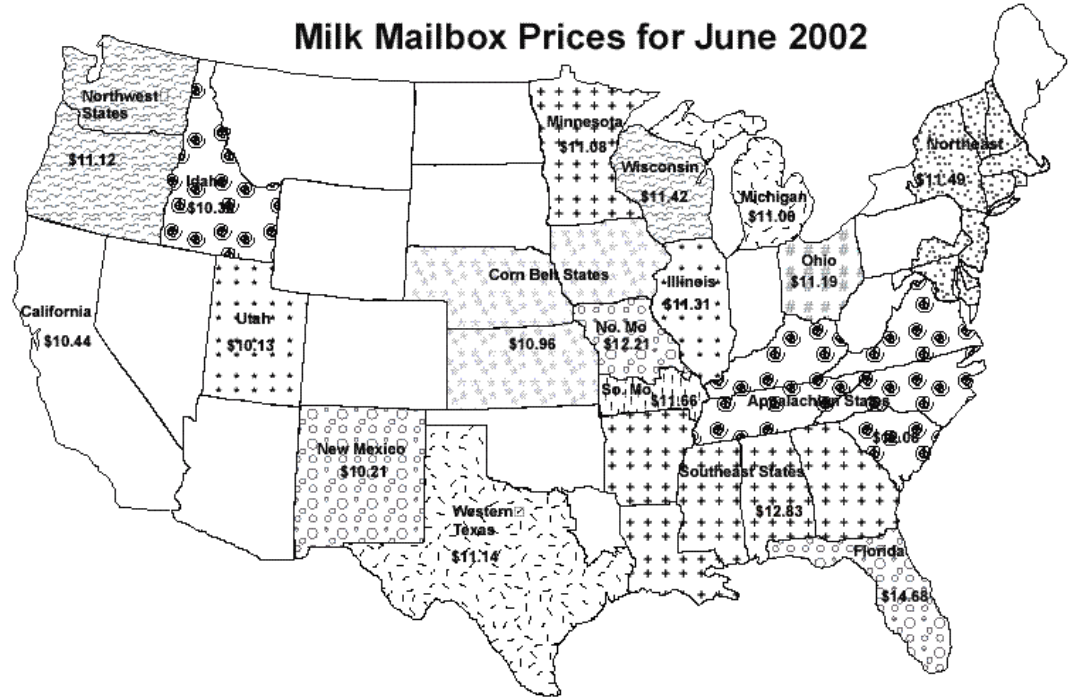 Milk Mailbox Prices for June 2002
Northwest
States
$11.12
Idaho
Minnesota
$11.08
Wisconsin
$11.42
Michigan
Northeast
$11.49
Ohio
$11.19
Corn Belt States
$10.96
Illinois
$11.31
California
$10.44
Utah
$10.13
No. Mo
$12.21
So. Mo
$11.66
Appalachian States
New Mexico
$10.21
Southeast States
$12.83
Western
Texas
$11.14
Florida
$14.68